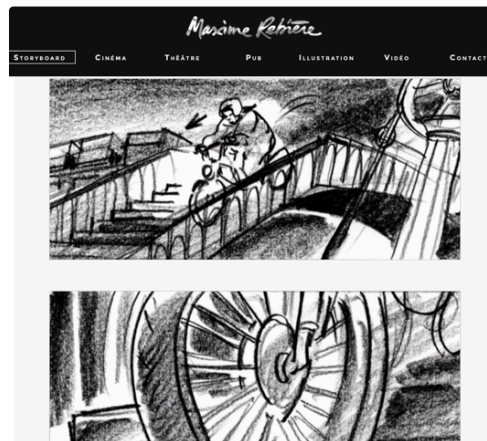 Maxime Rebière
STORYBOARD CINÉMA THÉÂTRE PUB ILLUSTRATION VIDÉO CONTACT